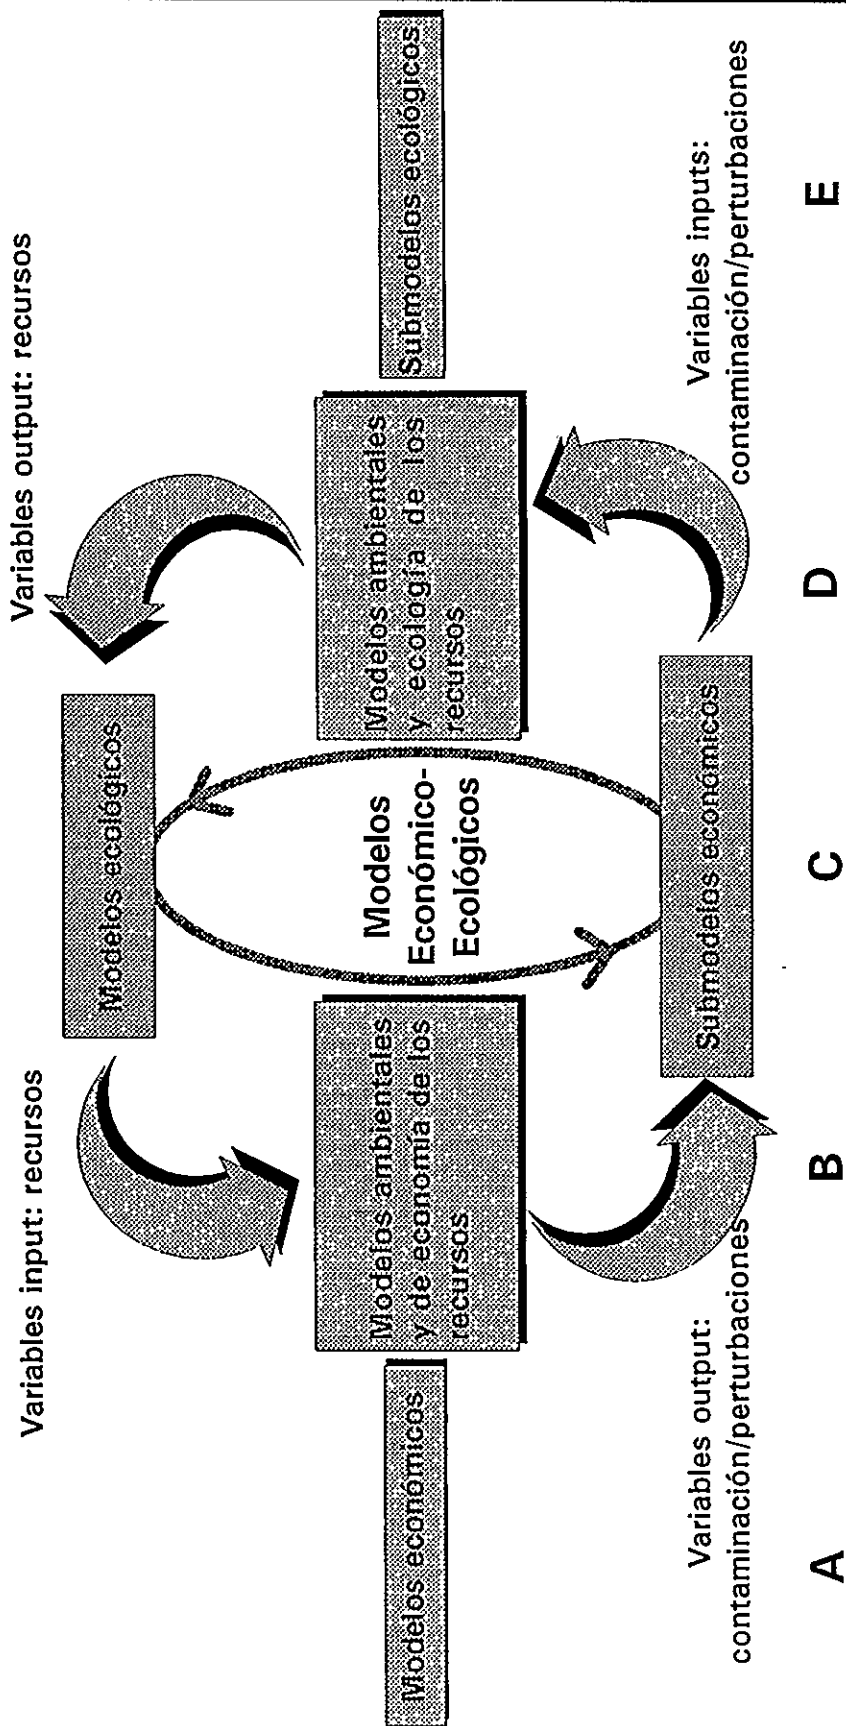 Variables input: recursos
Variables output: recursos
Modelos ecológicos
Modelos económicos
Modelos ambientales
y de economía de los
recursos
Modelos
Económico-
Ecológicos
Modelos ambientales
y ecología de los
recursos
Submodelos ecológicos
Variables output:
contaminación/perturbaciones
Submodelos económicos
Variables inputs:
contaminación/perturbaciones
A
B
C
D
E